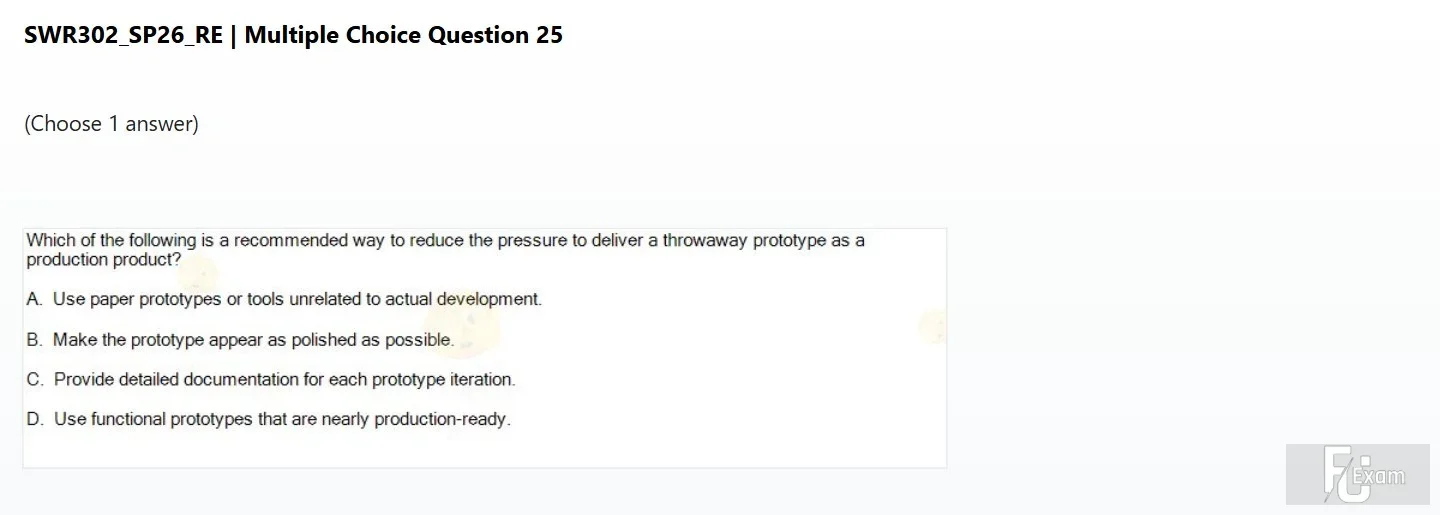 SWR302_SP26_RE | Multiple Choice Question 25
(Choose 1 answer)
Which of the following is a recommended way to reduce the pressure to deliver a throwaway prototype as a
production product?
A. Use paper prototypes or tools unrelated to actual development.
B. Make the prototype appear as polished as possible.
C. Provide detailed documentation for each prototype iteration.
D. Use functional prototypes that are nearly production-ready.
FU Exam